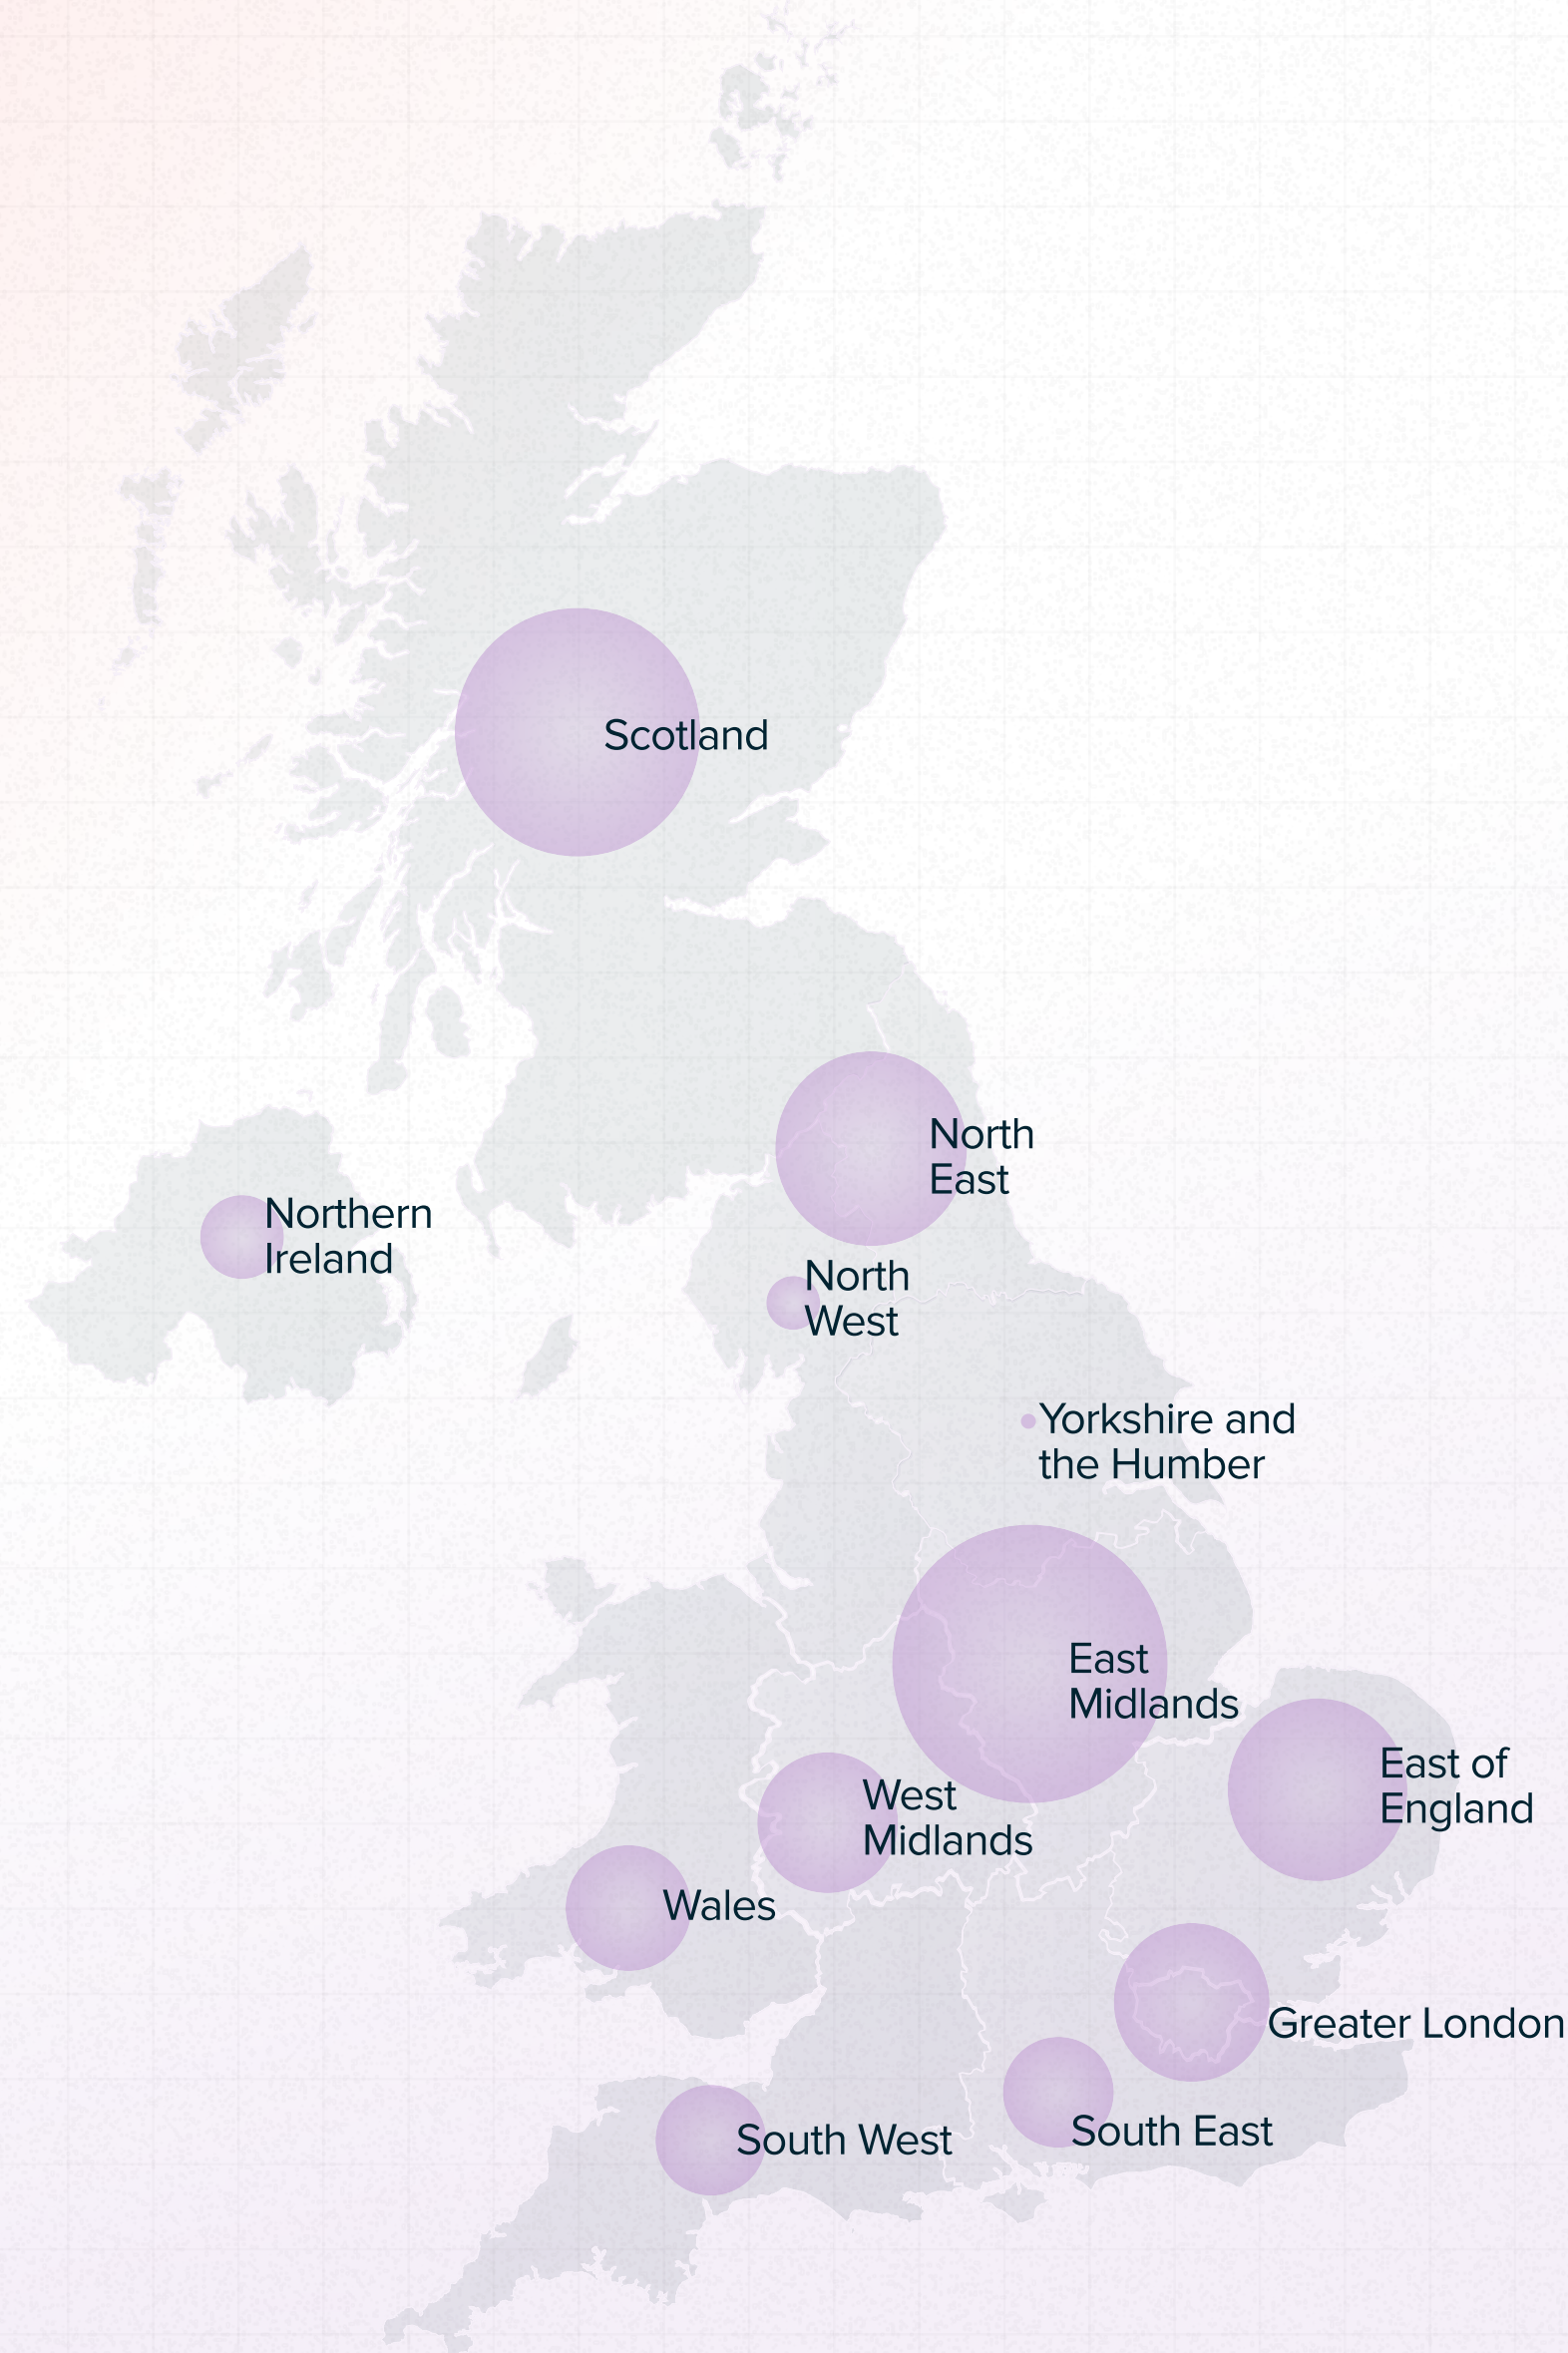 Scotland
North
East
Northern
Ireland
North
West
Yorkshire and
the Humber
East
Midlands
East of
England
West
Midlands
Wales
Greater London
South East
South West